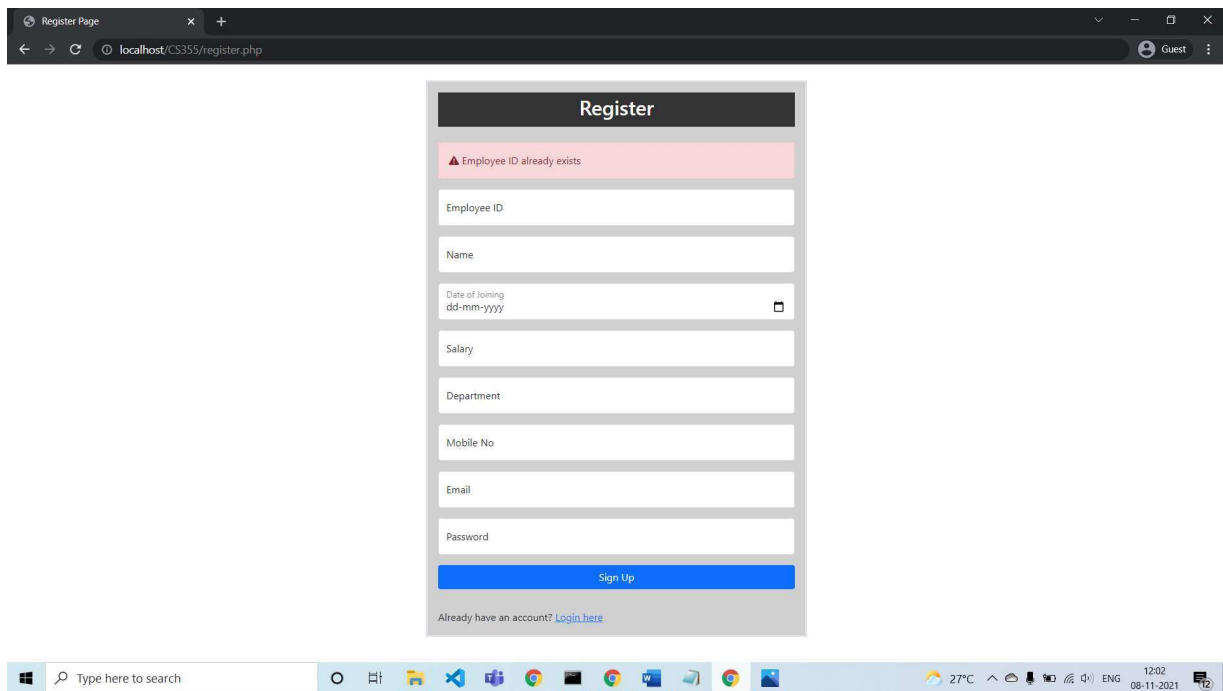 Register Page
localhost/CS355/register.php
Guest
Register
Employee ID already exists
Employee ID
Name
Date of Joining
dd-mm-yyyy
Salary
Department
Mobile No
Email
Password
Sign Up
Already have an account? Login here
Type here to search
27°C
ENG
12:02
08-11-2021
12